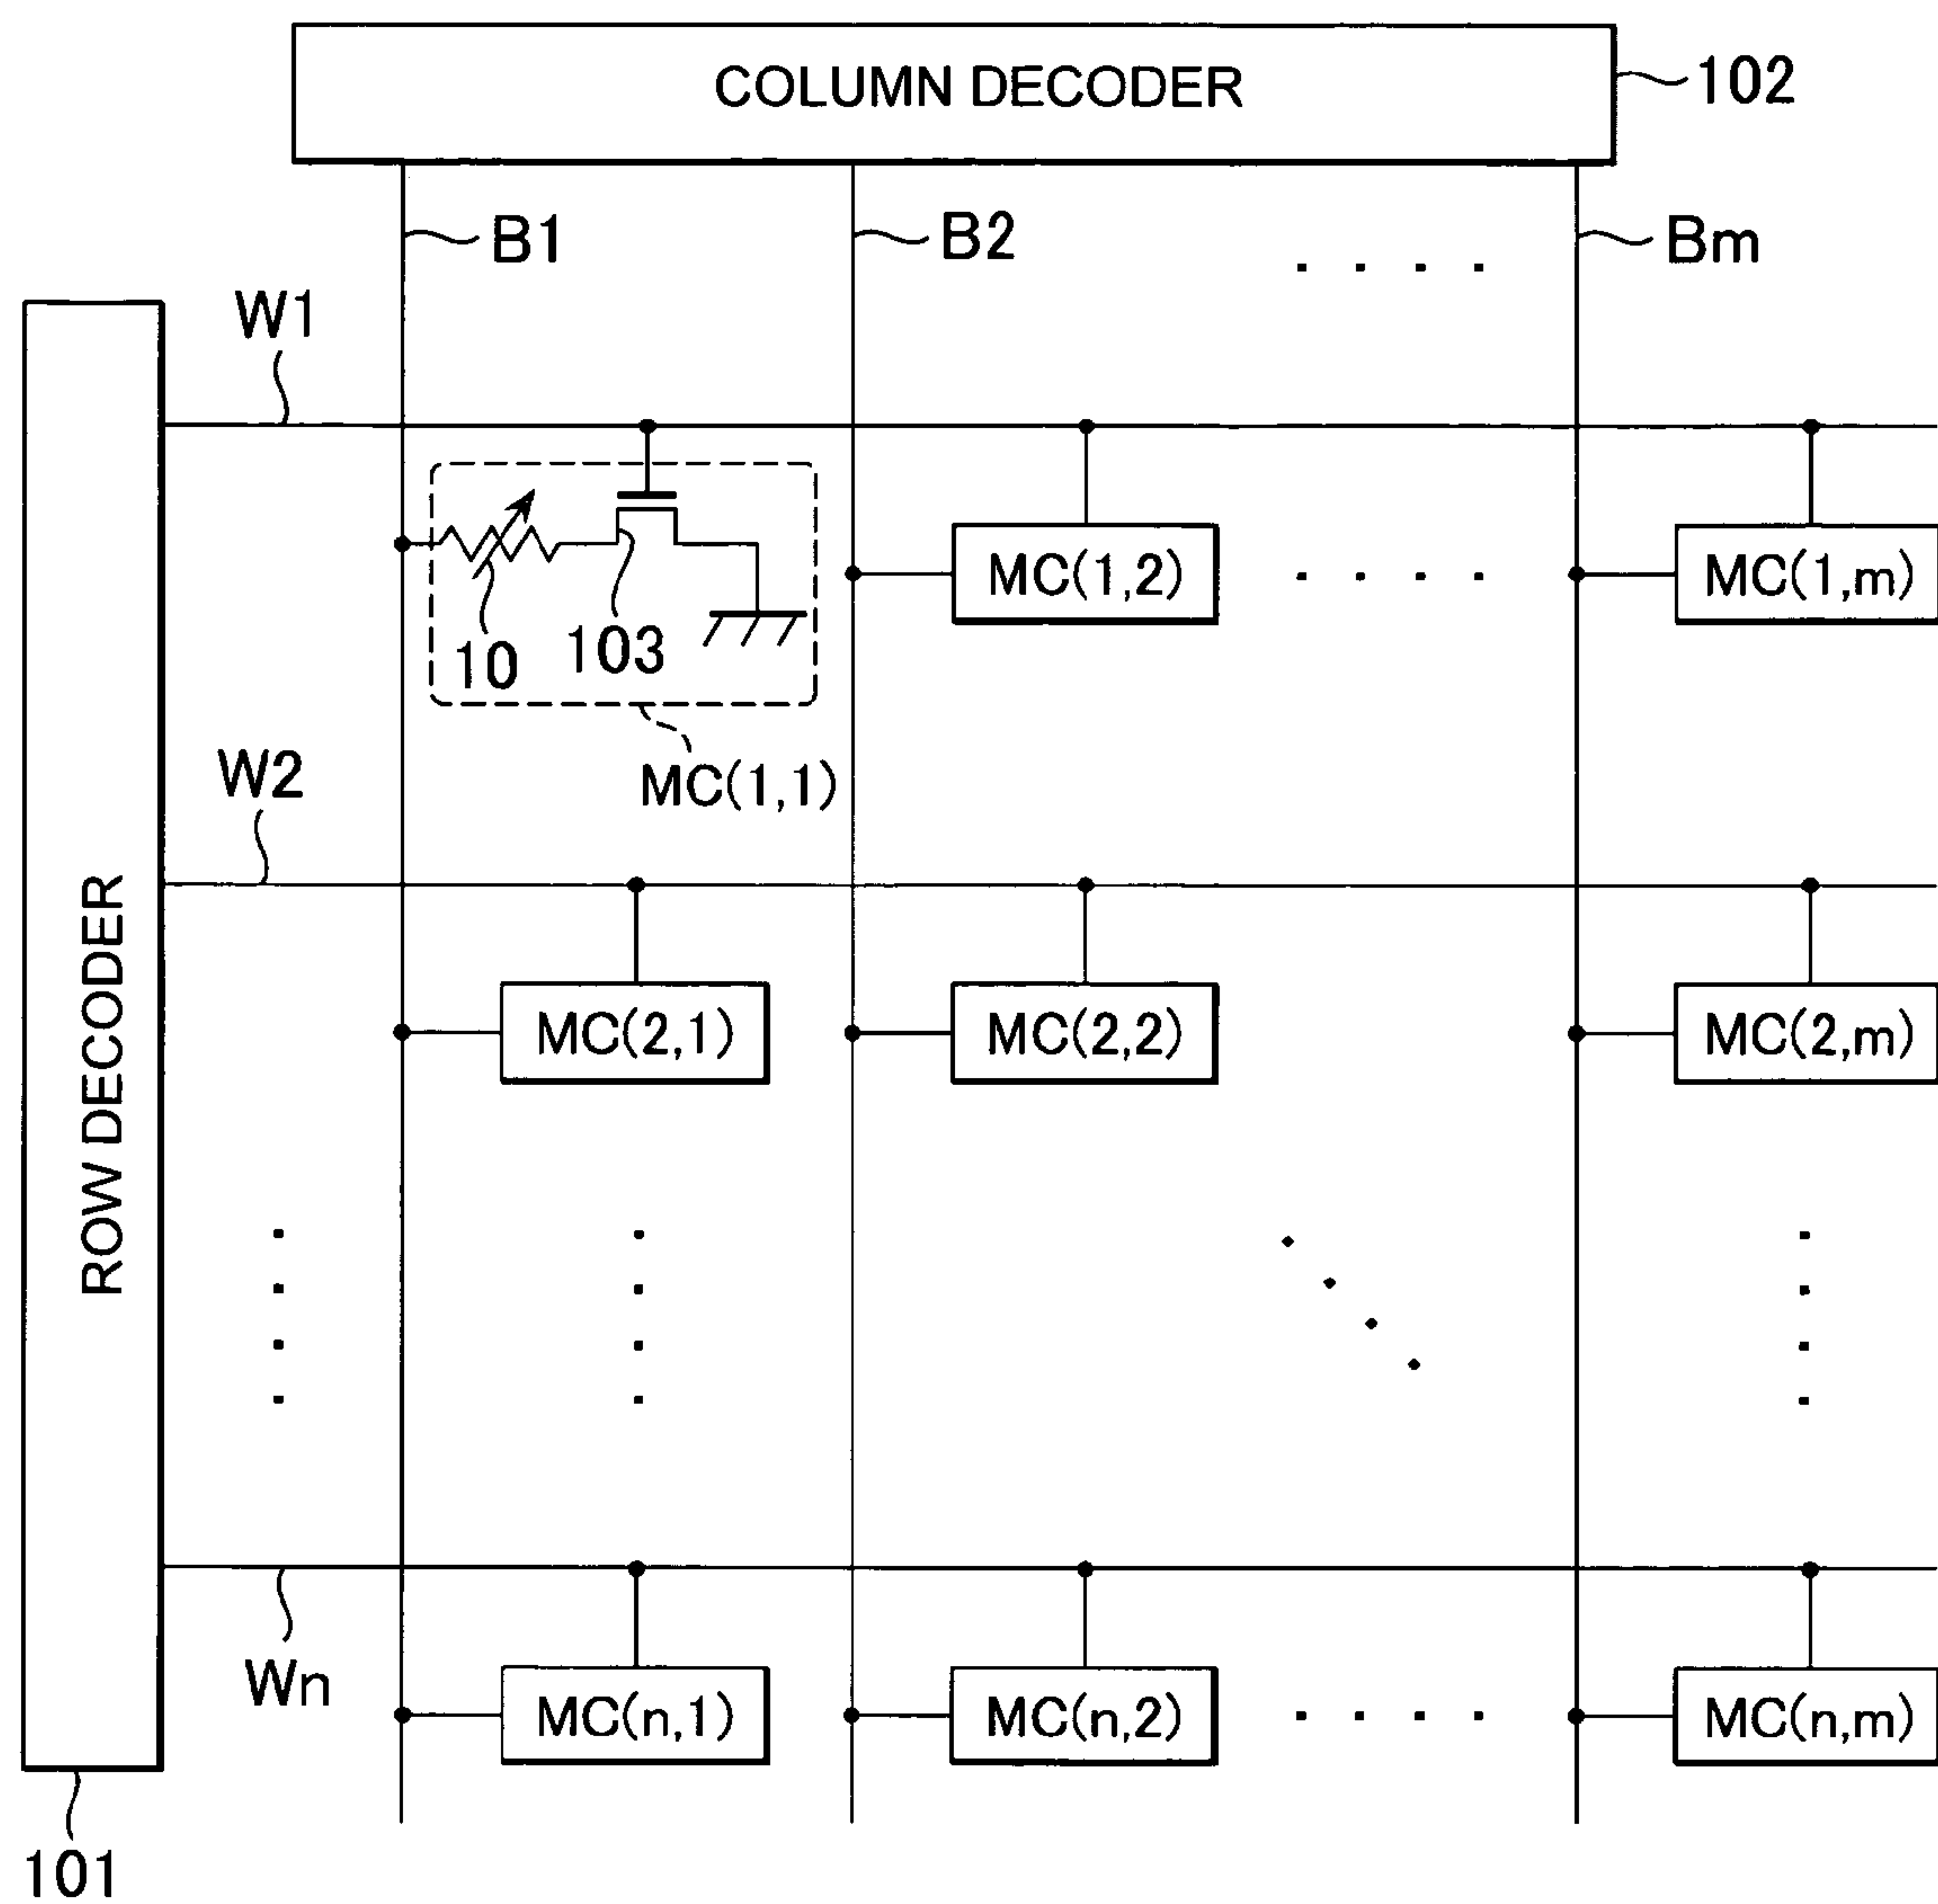 COLUMN DECODER
102
B1
B2
Bm
W1
MC(1,2)
MC(1,m)
10
103
MC(1,1)
W2
MC(2,1)
MC(2,2)
MC(2,m)
ROW DECODER
Wn
MC(n,1)
MC(n,2)
MC(n,m)
101